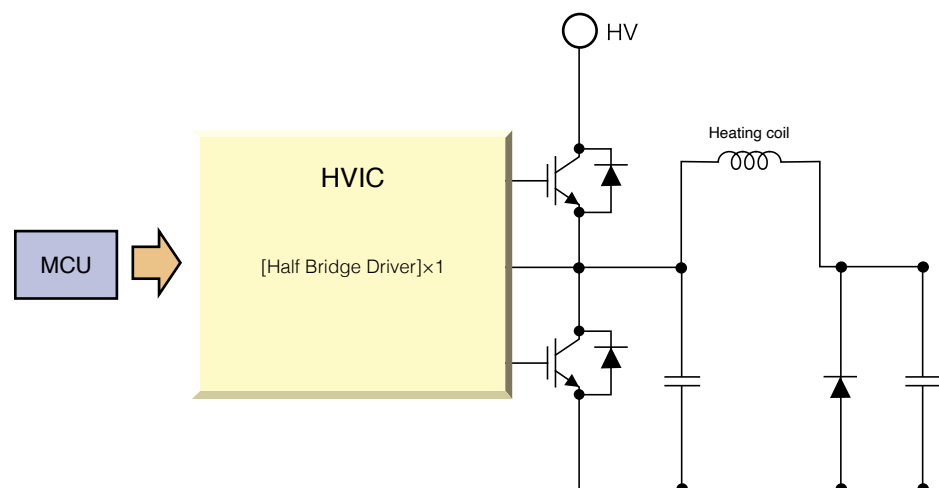 HV
Heating coil
HVIC
[Half Bridge Driver]×1
MCU